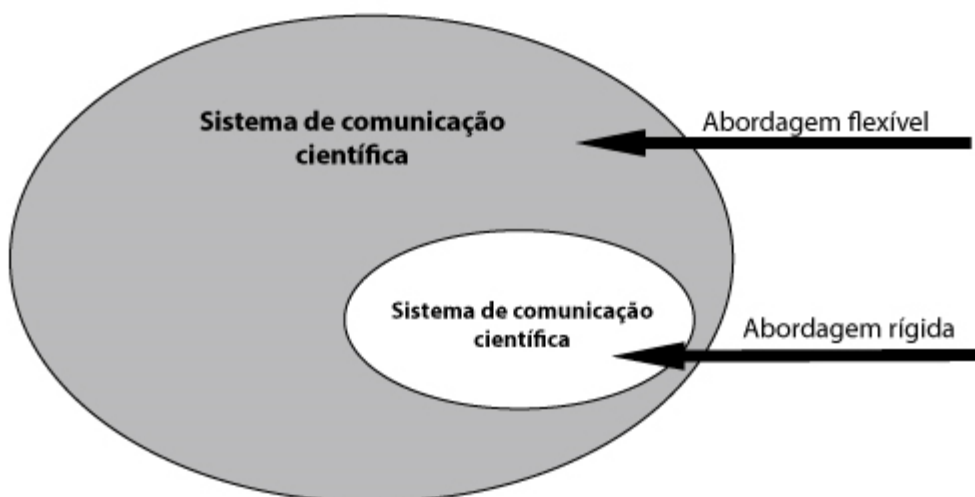 Sistema de comunicação
científica
Abordagem flexível
Sistema de comunicação
científica
Abordagem rígida